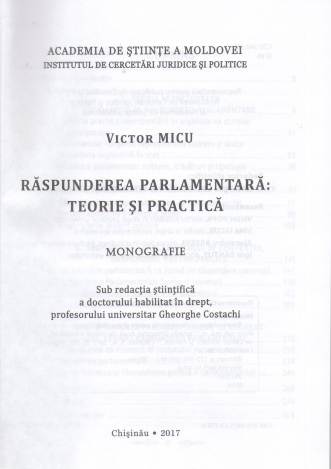 ACADEMIA DE ŞTIINŢE A MOLDOVEI
INSTITUTUL DE CERCETĂRI JURIDICE ŞI POLITICE
VICTOR MICU
RĂSPUNDEREA PARLAMENTARĂ:
TEORIE ŞI PRACTICĂ
MONOGRAFIE
Sub redacţia ştiinţifică
a doctorului habilitat în drept,
profesorului universitar Gheorghe Costachi
Chişinău • 2017